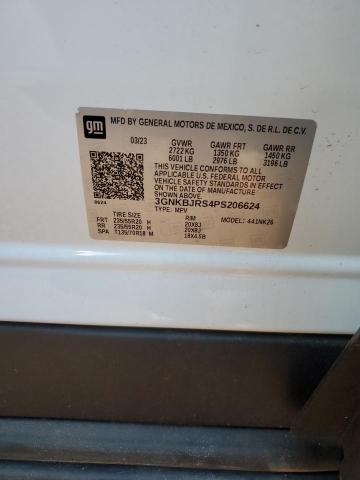 gm
MFD BY GENERAL MOTORS DE MEXICO, S. DE R.L. DE C.V.
03/23 GVWR GAWR FRT GAWR RR
2722 KG 1350 KG 1450 KG
6001 LB 2976 LB 3196 LB
THIS VEHICLE CONFORMS TO ALL
APPLICABLE U.S. FEDERAL MOTOR
VEHICLE SAFETY STANDARDS IN EFFECT
ON THE DATE OF MANUFACTURE SHOWN ABOVE.
6624 3GNKBJRS4PS206624
TYPE: MPV MODEL: 441NK26
TIRE SIZE RIM
FRT 235/55R20 H 20X8J
RR 235/55R20 H 20X8J
SPA T135/70R18 M 18X4.5B